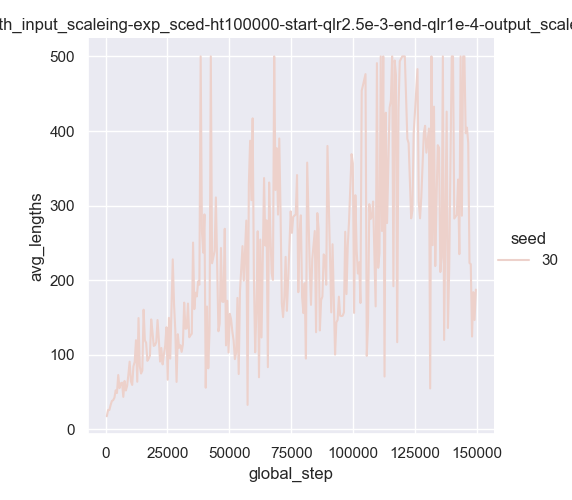 th_input_scaleing-exp_sced-ht100000-start-qlr2.5e-3-end-qlr1e-4-output_scale
500
400
300
200
100
0
avg_lengths
0 25000 50000 75000 100000 125000 150000
global_step
seed
30